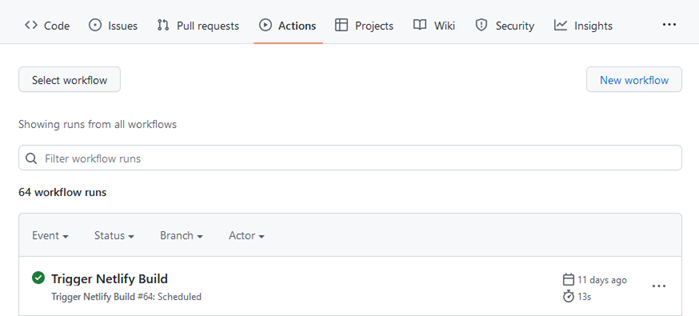 Code Issues Pull requests Actions Projects Wiki Security Insights
Select workflow New workflow
Showing runs from all workflows
Filter workflow runs
64 workflow runs
Event Status Branch Actor
Trigger Netlify Build 11 days ago
Trigger Netlify Build #64: Scheduled 13s